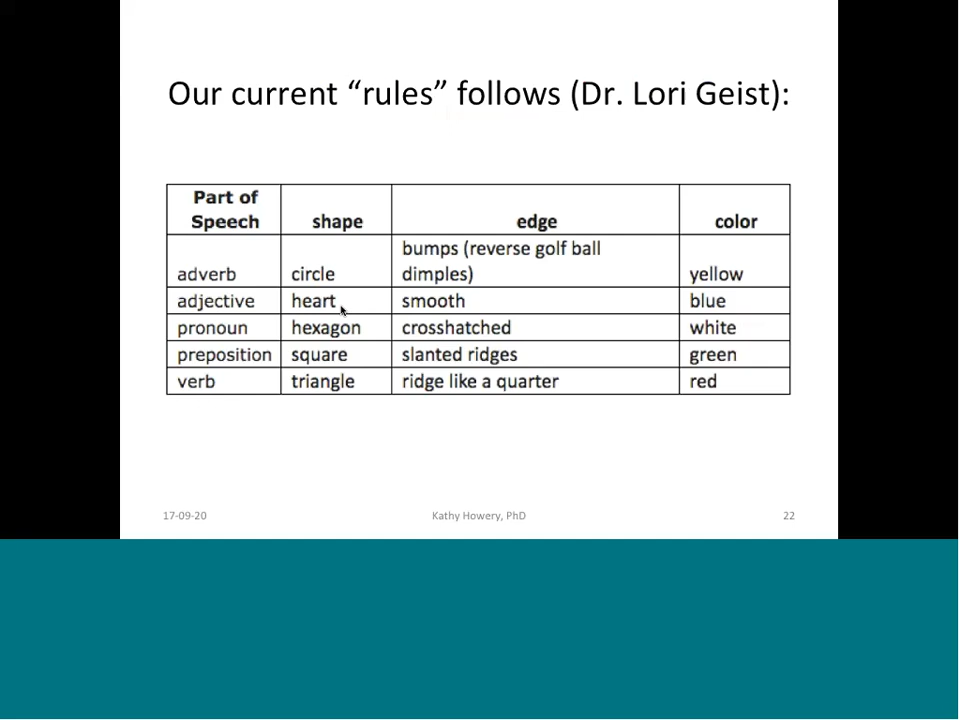 Our current “rules” follows (Dr. Lori Geist):
Part of
Speech shape edge color
adverb circle bumps (reverse golf ball
dimples) yellow
adjective heart smooth blue
pronoun hexagon crosshatched white
preposition square slanted ridges green
verb triangle ridge like a quarter red
17-09-20 Kathy Howery, PhD 22